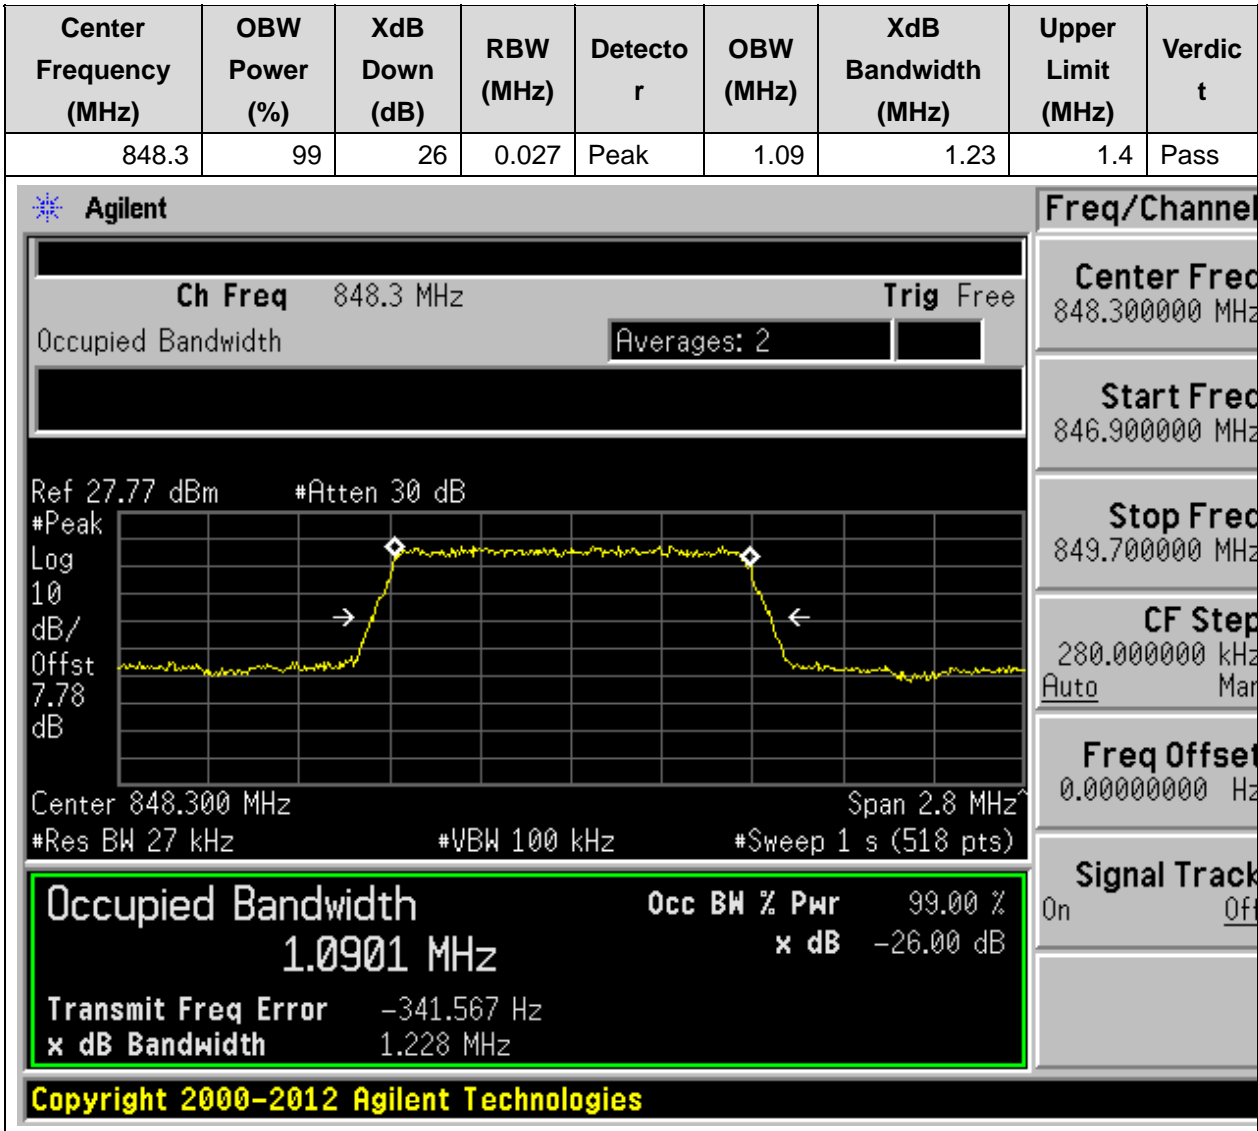 Center Frequency (MHz) OBW Power (%) XdB Down (dB) RBW (MHz) Detecto r OBW (MHz) XdB Bandwidth (MHz) Upper Limit (MHz) Verdic t
848.3 99 26 0.027 Peak 1.09 1.23 1.4 Pass
Agilent
Freq/Channel
Ch Freq 848.3 MHz Trig Free
Occupied Bandwidth Averages: 2
Ref 27.77 dBm #Atten 30 dB
#Peak
Log
10
dB/
Offst
7.78
dB
Center 848.300 MHz Span 2.8 MHz^
#Res BW 27 kHz #VBW 100 kHz #Sweep 1 s (518 pts)
Occupied Bandwidth Occ BW % Pwr 99.00 %
1.0901 MHz x dB -26.00 dB
Transmit Freq Error -341.567 Hz
x dB Bandwidth 1.228 MHz
Center Freq
848.300000 MHz
Start Freq
846.900000 MHz
Stop Freq
849.700000 MHz
CF Step
280.000000 kHz
Auto Man
Freq Offset
0.00000000 Hz
Signal Track
On Off
Copyright 2000-2012 Agilent Technologies